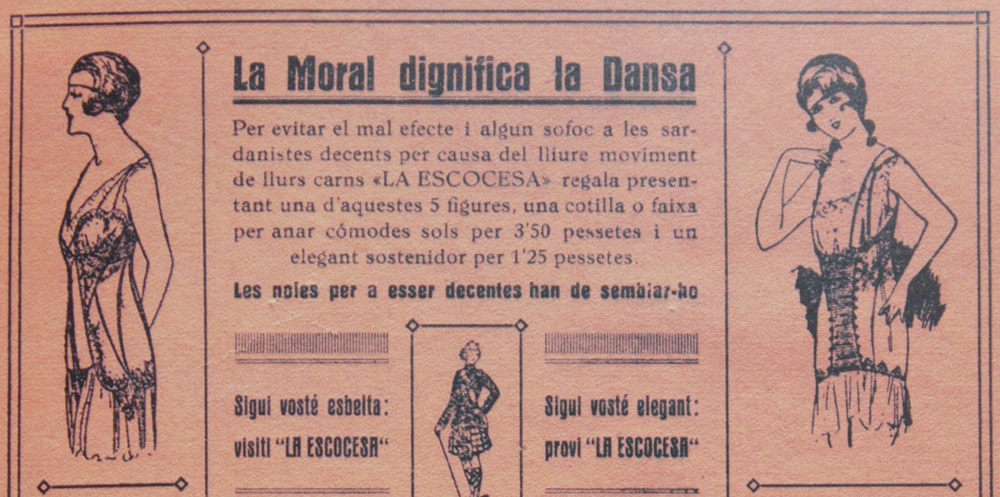 La Moral dignifica la Dansa
Per evitar el mal efecte i algun sofoc a les sar-
danistes decents per causa del lliure moviment
de llurs carns «LA ESCOCESA» regala presen-
tant una d'aquestes 5 figures, una cotilla o faixa
per anar cómodes sols per 3'50 pessetes i un
elegant sostenidor per 1'25 pessetes.
Les noies per a esser decentes han de semblar-ho
Sigui vosté esbelta:
visiti "LA ESCOCESA"
Sigui vosté elegant:
provi "LA ESCOCESA"